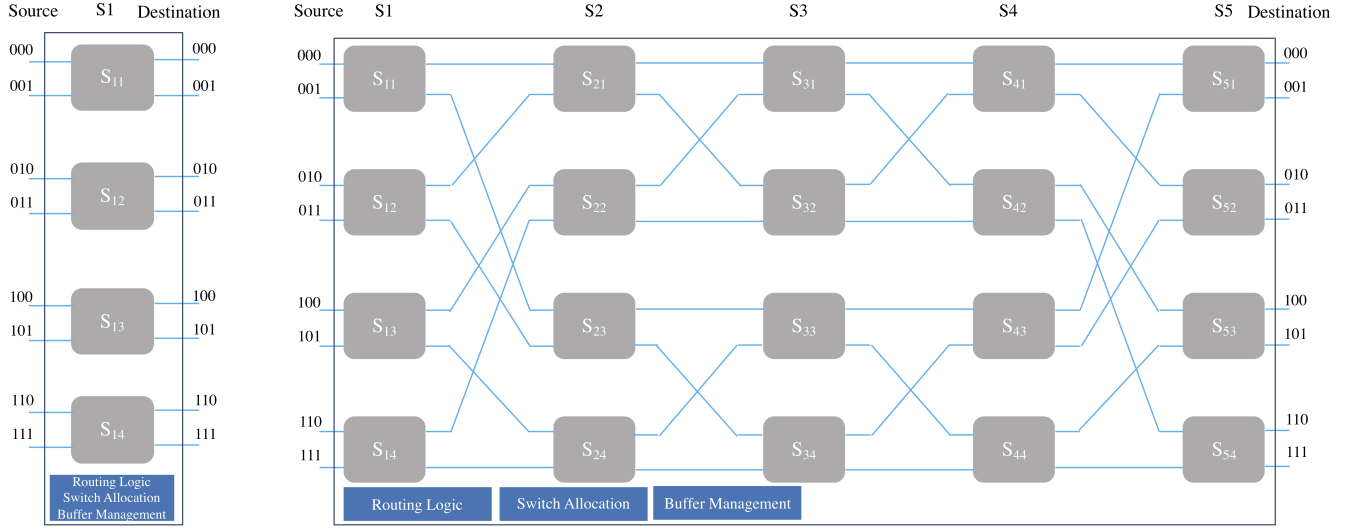 Source S1 Destination
000 000
S11
001 001
010 010
S12
011 011
100 100
S13
101 101
110 110
S14
111 111
Routing Logic
Switch Allocation
Buffer Management
Source S1 S2 S3 S4 S5 Destination
000 000
S11 S21 S31 S41 S51
001 001
010 010
S12 S22 S32 S42 S52
011 011
100 100
S13 S23 S33 S43 S53
101 101
110 110
S14 S24 S34 S44 S54
111 111
Routing Logic Switch Allocation Buffer Management